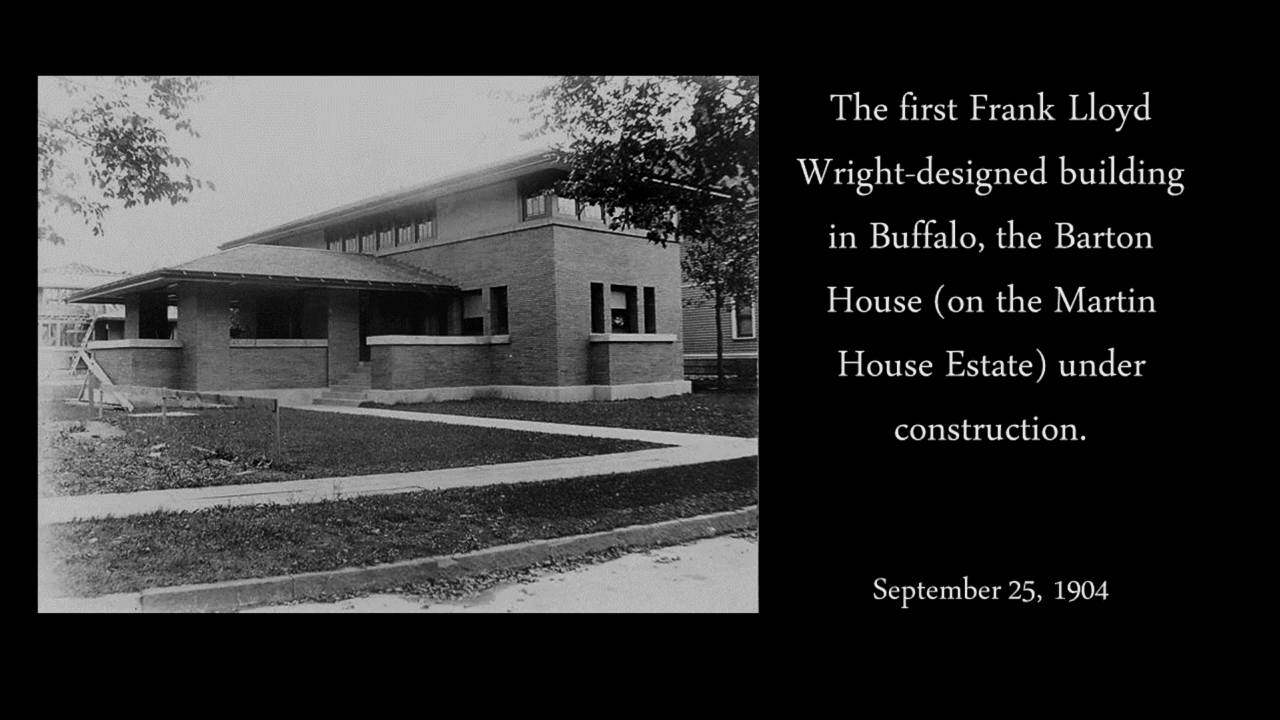 The first Frank Lloyd
Wright-designed building
in Buffalo, the Barton
House (on the Martin
House Estate) under
construction.
September 25, 1904